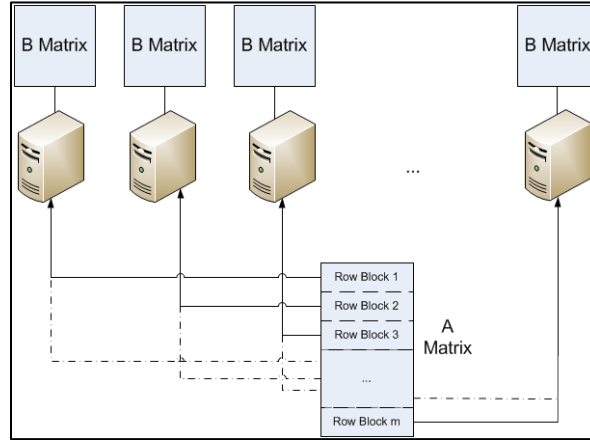 B Matrix
B Matrix
B Matrix
B Matrix
...
Row Block 1
Row Block 2
Row Block 3
A
Matrix
...
Row Block m